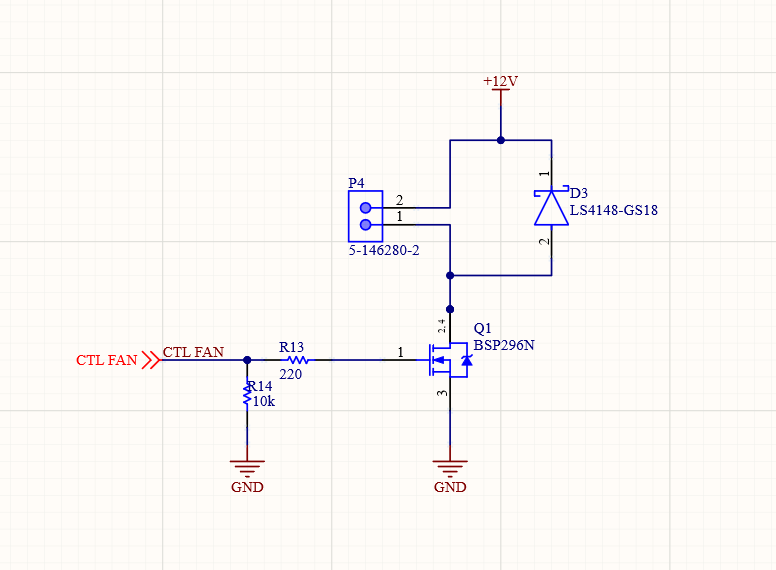 +12V
P4
2
1
5-146280-2
1
D3
LS4148-GS18
2
2, 4
Q1
BSP296N
CTL FAN
CTL FAN
R13
220
1
R14
10k
3
GND
GND